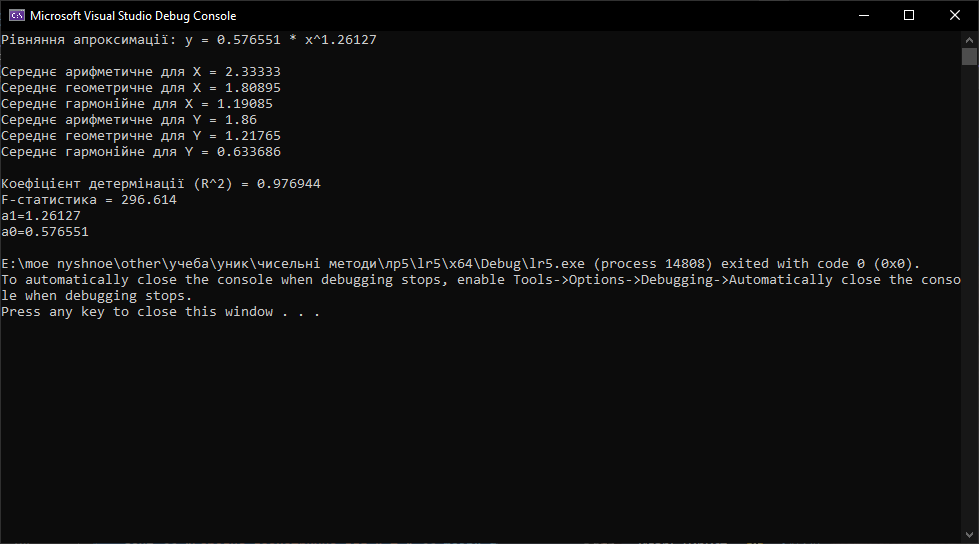 Microsoft Visual Studio Debug Console
Рівняння апроксимації: y = 0.576551 * x^1.26127
Середнє арифметичне для X = 2.33333
Середнє геометричне для X = 1.80895
Середнє гармонійне для X = 1.19085
Середнє арифметичне для Y = 1.86
Середнє геометричне для Y = 1.21765
Середнє гармонійне для Y = 0.633686
Коефіцієнт детермінації (R^2) = 0.976944
F-статистика = 296.614
a1=1.26127
a0=0.576551
E:\мое nyshnoe\other\учеба\уник\чисельні методи\лр5\lr5\x64\Debug\lr5.exe (process 14808) exited with code 0 (0x0).
To automatically close the console when debugging stops, enable Tools->Options->Debugging->Automatically close the conso
le when debugging stops.
Press any key to close this window . . .